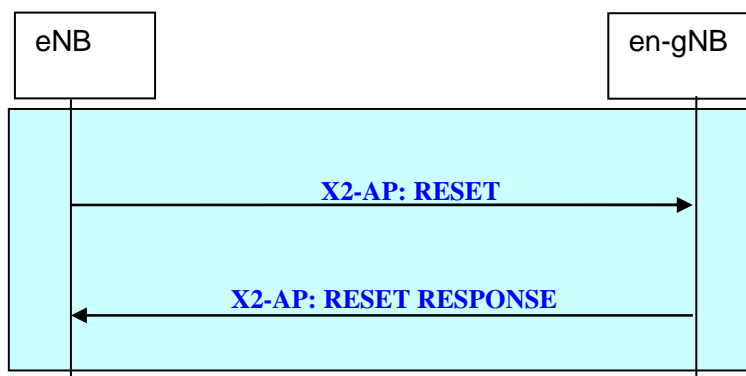 eNB
en-gNB
X2-AP: RESET
X2-AP: RESET RESPONSE